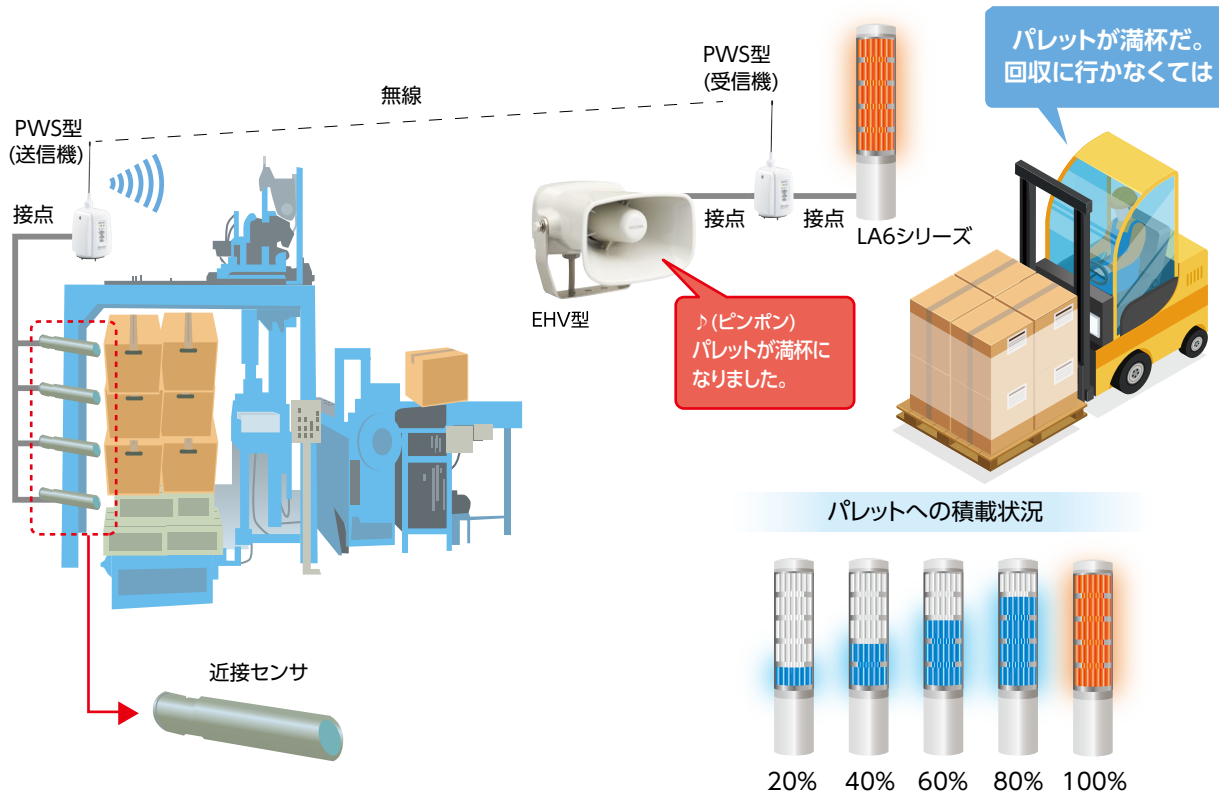 パレットが満杯だ。
回収に行かなくては
PWS型
(受信機)
無線
PWS型
(送信機)
接点
接点
接点
LA6シリーズ
EHV型
♪(ピンポン)
パレットが満杯に
なりました。
パレットへの積載状況
近接センサ
20%
40%
60%
80%
100%